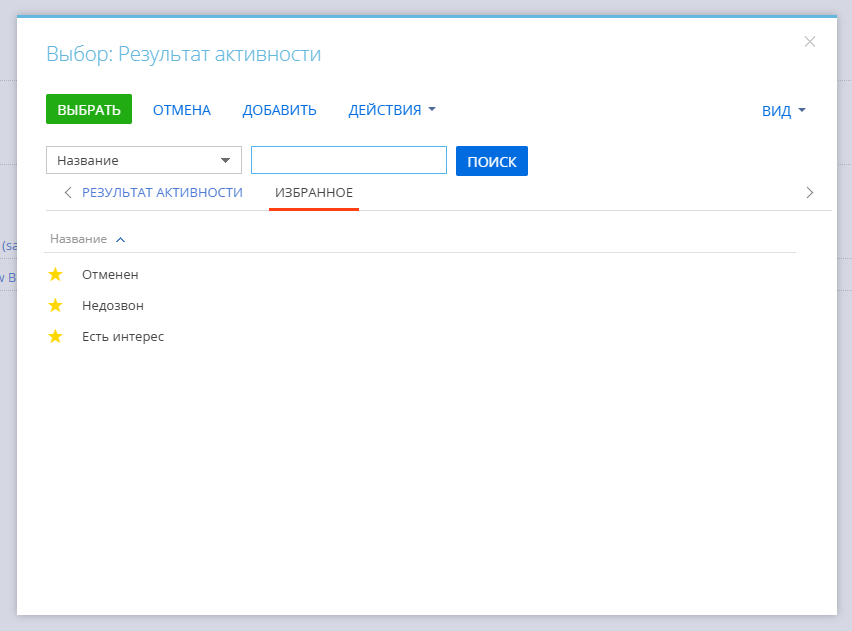 Выбор: Результат активности
ВЫБРАТЬ ОТМЕНА ДОБАВИТЬ ДЕЙСТВИЯ ВИД
Название ПОИСК
РЕЗУЛЬТАТ АКТИВНОСТИ ИЗБРАННОЕ
Название
(sa
Отменен
w B
Недозвон
Есть интерес